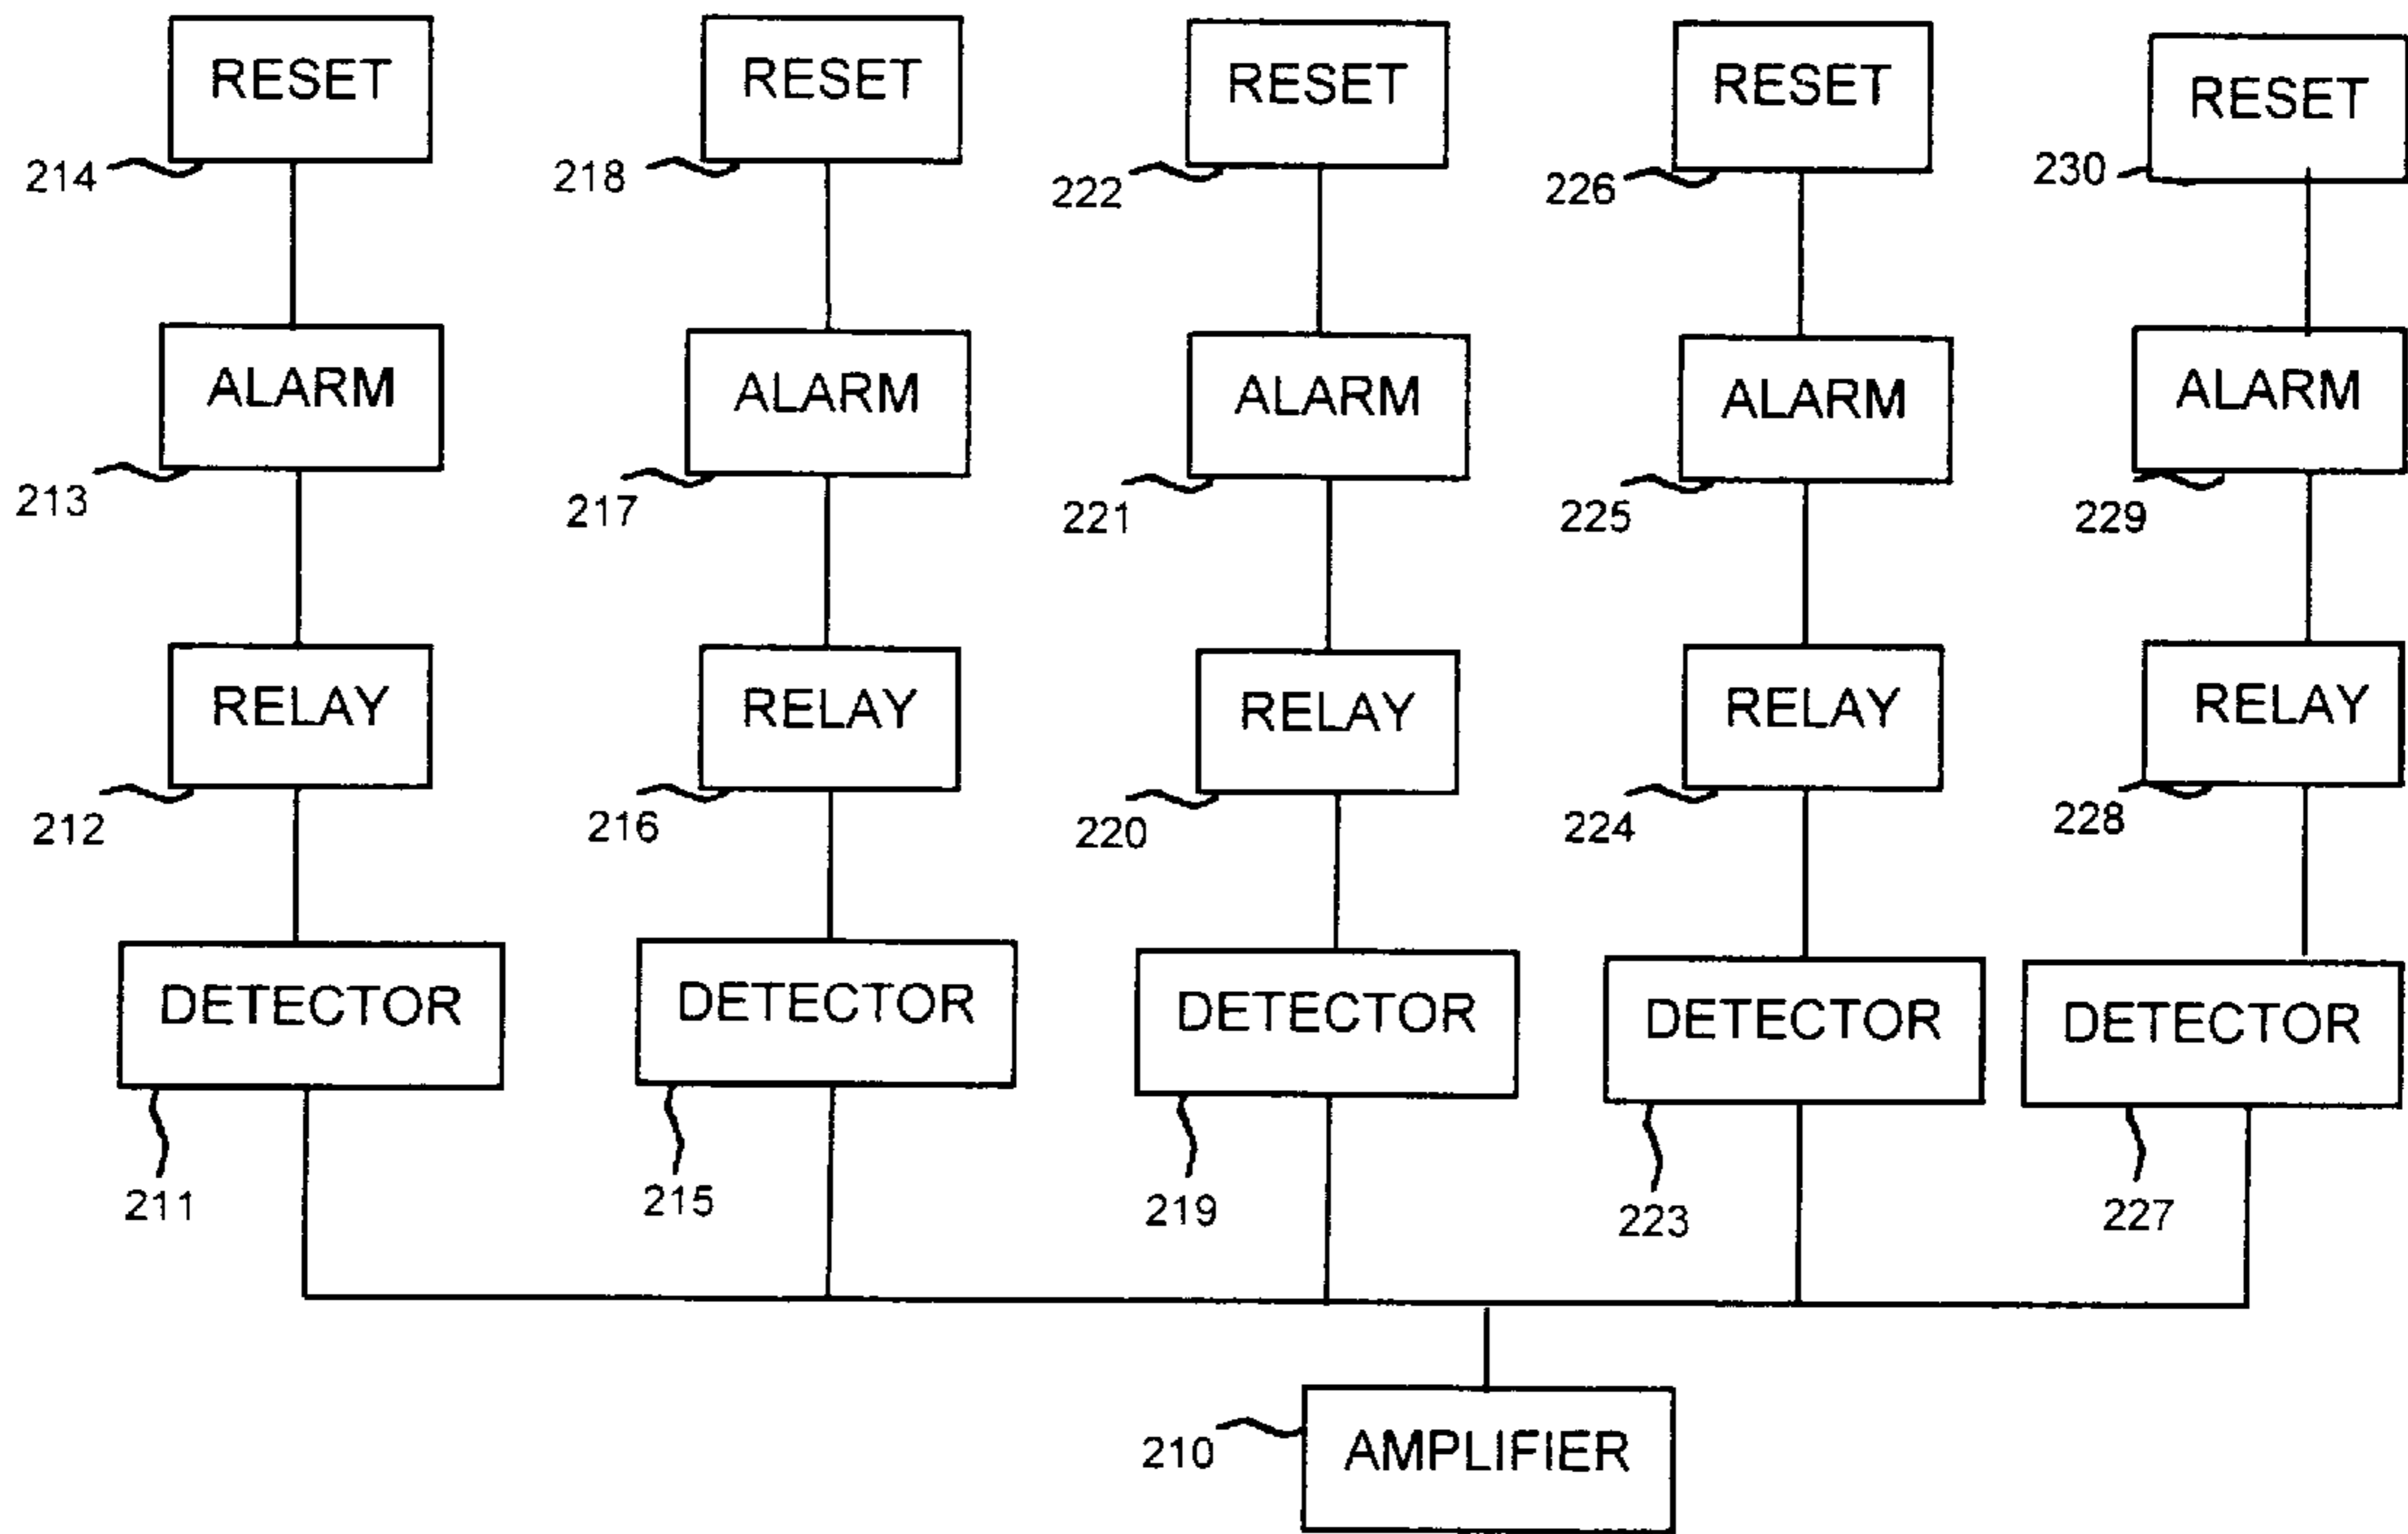 RESET RESET RESET RESET RESET
214 218 222 226 230
ALARM ALARM ALARM ALARM ALARM
213 217 221 225 229
RELAY RELAY RELAY RELAY RELAY
212 216 220 224 228
DETECTOR DETECTOR DETECTOR DETECTOR DETECTOR
211 215 219 223 227
210 AMPLIFIER